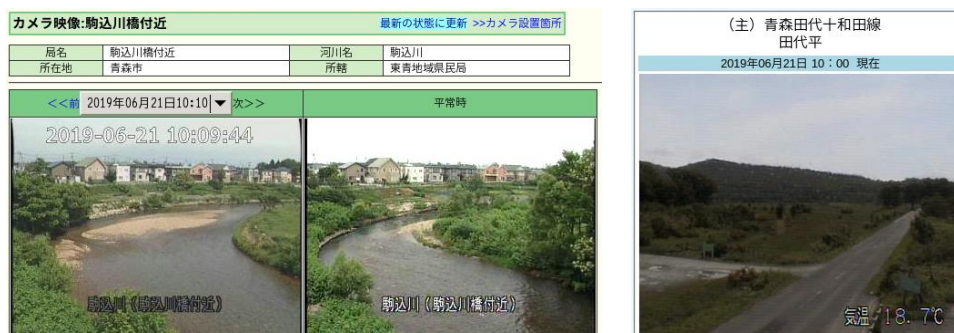 カメラ映像:駒込川橋付近 最新の状態に更新 >>カメラ設置箇所
局名 駒込川橋付近 河川名 駒込川
所在地 青森市 所轄 東青地域県民局
<<前 2019年06月21日10:10 次>> 平常時
2019-06-21 10:09:44
駒込川(駒込川橋付近) 駒込川(駒込川橋付近)
(主) 青森田代十和田線
田代平
2019年06月21日 10:00 現在
気温 18.7℃